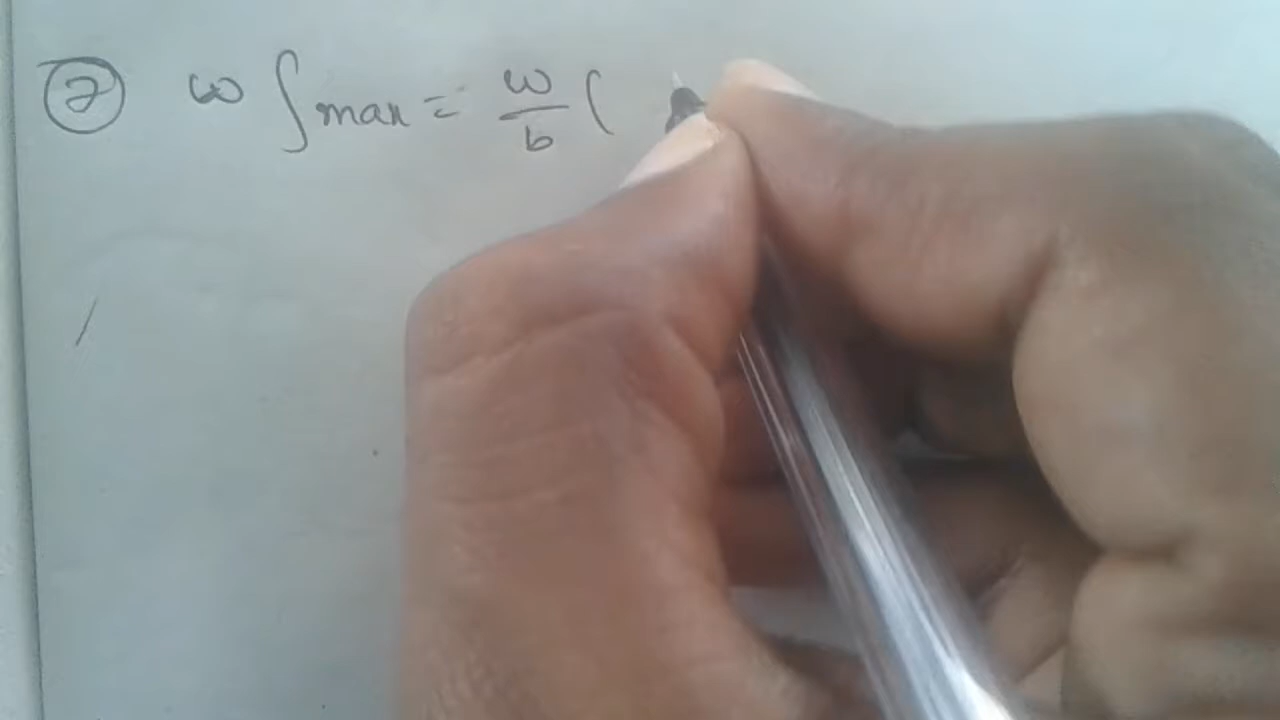 ② ω ∫max = ω/b (